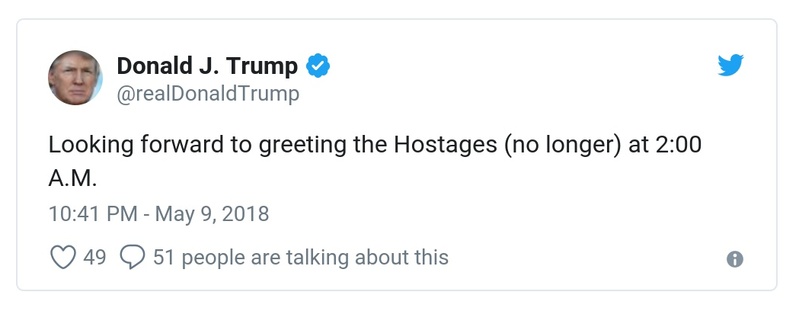 Donald J. Trump
@realDonaldTrump
Looking forward to greeting the Hostages (no longer) at 2:00
A.M.
10:41 PM - May 9, 2018
49 51 people are talking about this